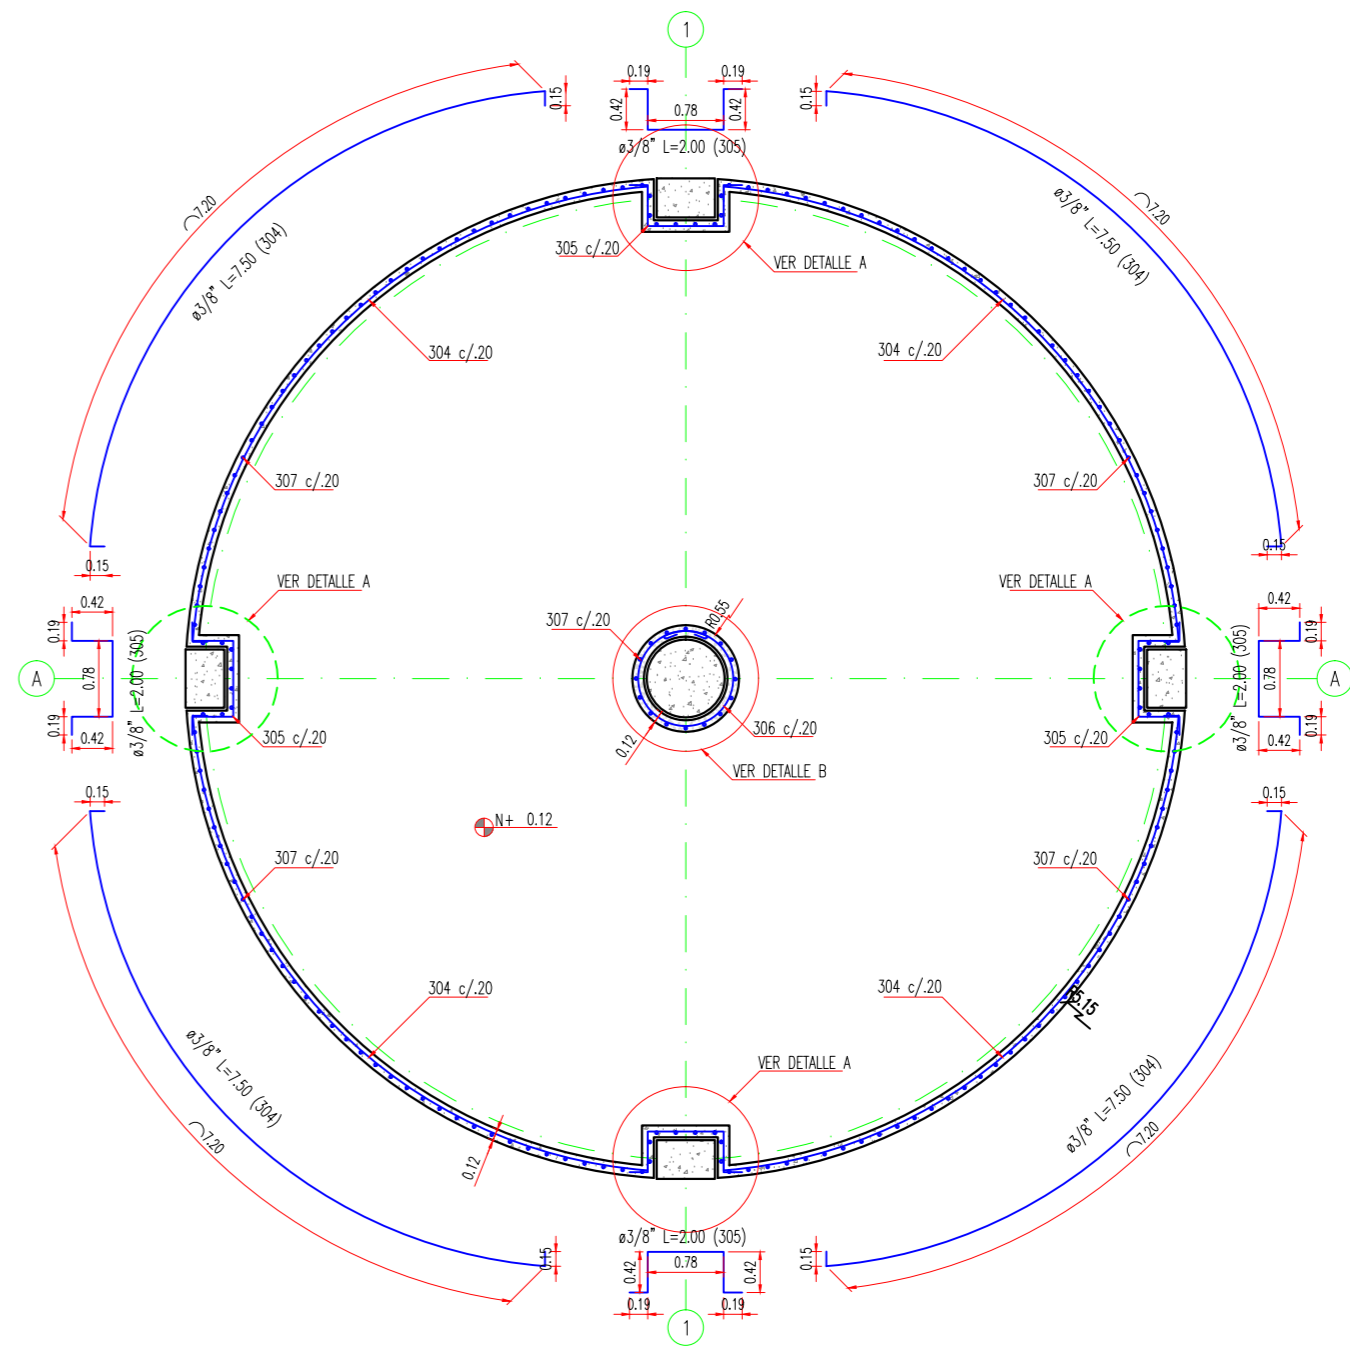 1
0.19
0.19
0.15
0.42
0.78
0.42
0.15
ø3/8" L=2.00 (305)
7.20
ø3/8" L=7.50 (304)
ø3/8" L=7.50 (304)
7.20
305 c/.20
VER DETALLE A
304 c/.20
304 c/.20
307 c/.20
307 c/.20
0.15
0.15
VER DETALLE A
VER DETALLE A
0.42
0.19
0.78
0.19
0.42
ø3/8" L=2.00 (305)
A
307 c/.20
R0.55
0.12
306 c/.20
VER DETALLE B
305 c/.20
305 c/.20
ø3/8" L=2.00 (305)
0.42
0.19
0.78
0.19
0.42
A
0.15
0.15
N+ 0.12
307 c/.20
307 c/.20
304 c/.20
304 c/.20
5.15
ø3/8" L=7.50 (304)
7.20
VER DETALLE A
ø3/8" L=7.50 (304)
7.20
0.12
ø3/8" L=2.00 (305)
0.15
0.42
0.78
0.42
0.15
0.19
0.19
1